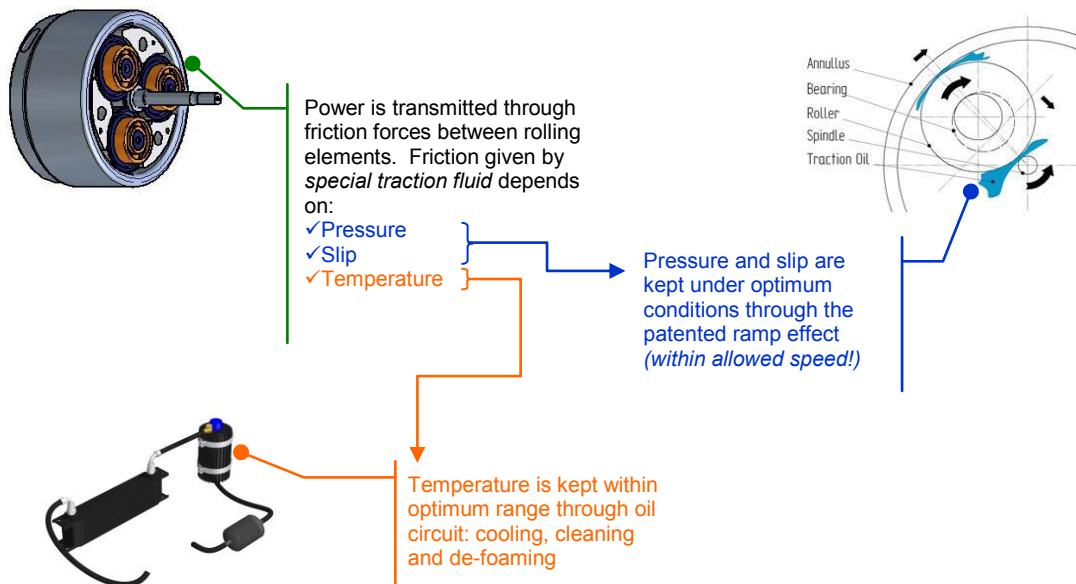 Power is transmitted through
friction forces between rolling
elements.  Friction given by
special traction fluid depends
on:
✓Pressure
✓Slip
✓Temperature
Annullus
Bearing
Roller
Spindle
Traction Oil
Pressure and slip are
kept under optimum
conditions through the
patented ramp effect
(within allowed speed!)
Temperature is kept within
optimum range through oil
circuit: cooling, cleaning
and de-foaming